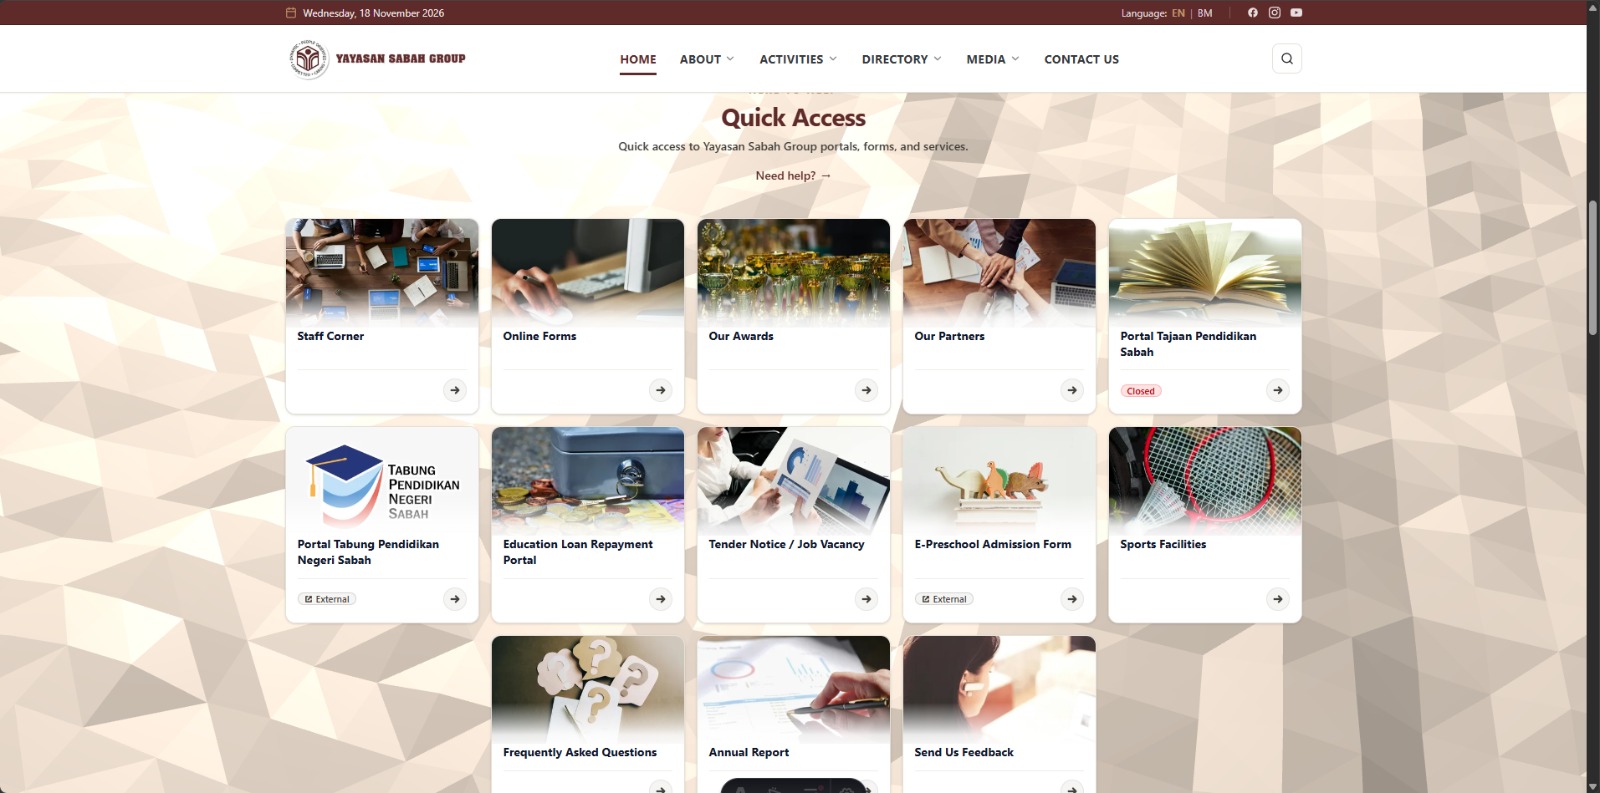 Wednesday, 18 November 2026
Language: EN | BM
YAYASAN SABAH GROUP
HOME
ABOUT
ACTIVITIES
DIRECTORY
MEDIA
CONTACT US
Quick Access
Quick access to Yayasan Sabah Group portals, forms, and services.
Need help? →
Staff Corner
Online Forms
Our Awards
Our Partners
Portal Tajaan Pendidikan
Sabah
Closed
TABUNG
PENDIDIKAN
NEGERI
SABAH
Portal Tabung Pendidikan
Negeri Sabah
External
Education Loan Repayment
Portal
Tender Notice / Job Vacancy
E-Preschool Admission Form
External
Sports Facilities
Frequently Asked Questions
Annual Report
Send Us Feedback